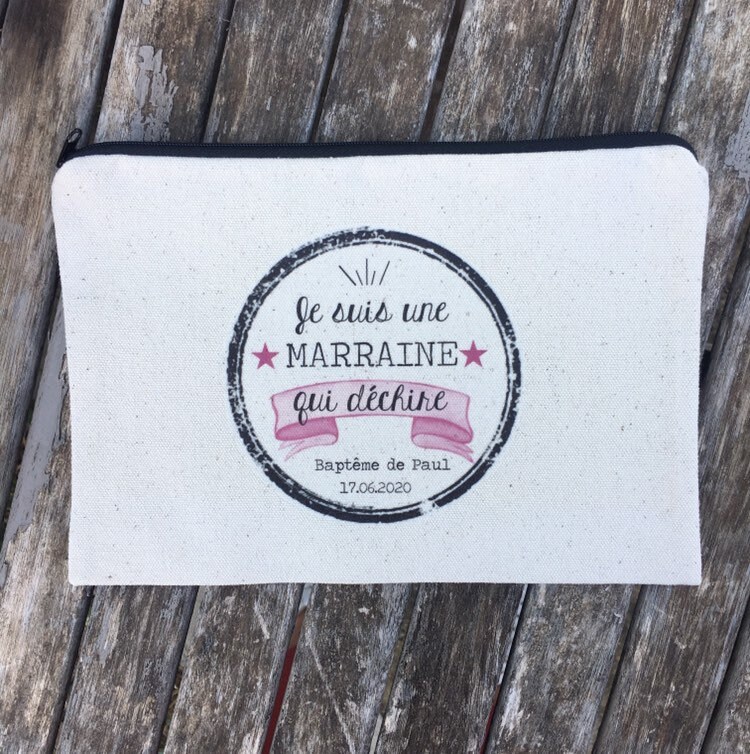 Je suis une
MARRAINE
qui déchire
Baptême de Paul
17.06.2020